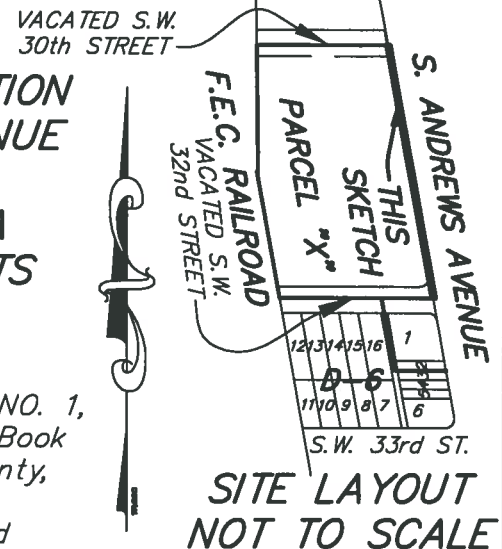 VACATED S.W.
30th STREET
TION
NUE
TS
NO. 1,
Book
nty,
F.E.C. RAILROAD
VACATED S.W.
32nd STREET
PARCEL "X"
THIS
SKETCH
S. ANDREWS AVENUE
12 13 14 15 16
1
D-6
11 10 9 8 7
6
S.W. 33rd ST.
SITE LAYOUT
NOT TO SCALE